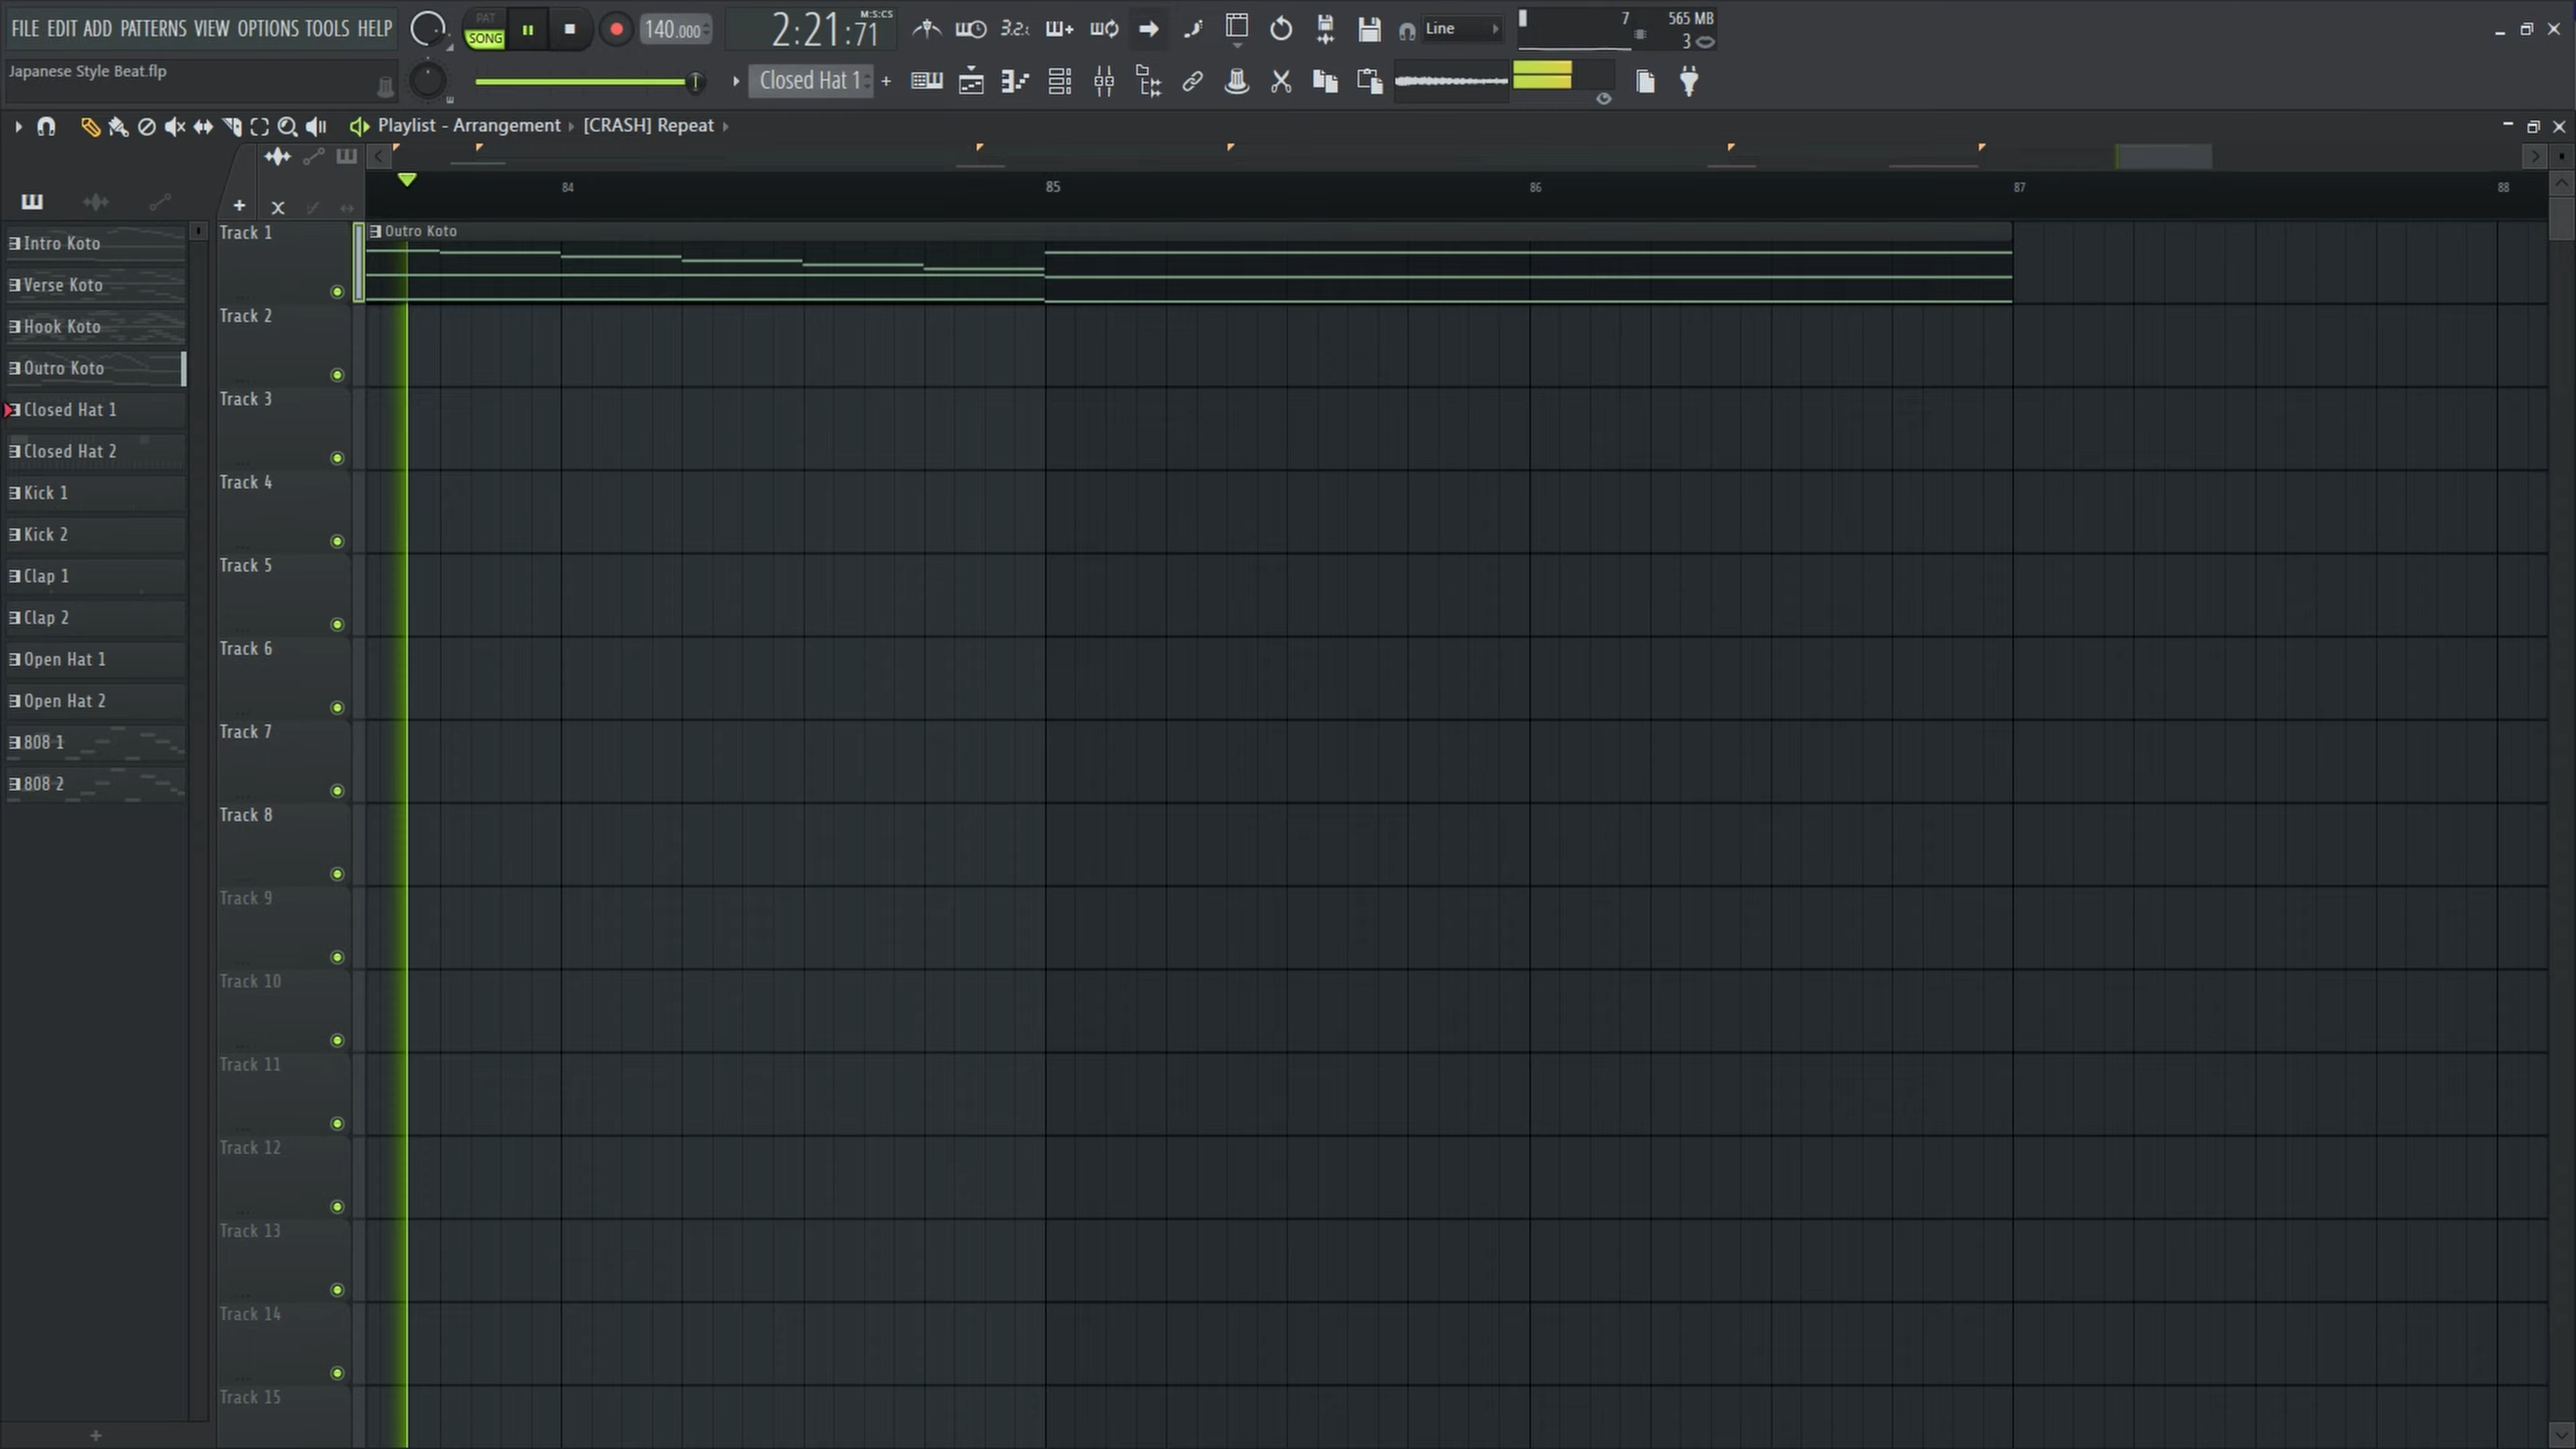 FILE EDIT ADD PATTERNS VIEW OPTIONS TOOLS HELP
PAT
SONG
140.000
M:S:CS
2:21:71
3.2.
Line
7
565 MB
3
Japanese Style Beat.flp
Closed Hat 1
Playlist - Arrangement
[CRASH] Repeat
84
85
86
87
88
Intro Koto
Verse Koto
Hook Koto
Outro Koto
Closed Hat 1
Closed Hat 2
Kick 1
Kick 2
Clap 1
Clap 2
Open Hat 1
Open Hat 2
808 1
808 2
Track 1
Outro Koto
Track 2
Track 3
Track 4
Track 5
Track 6
Track 7
Track 8
Track 9
Track 10
Track 11
Track 12
Track 13
Track 14
Track 15